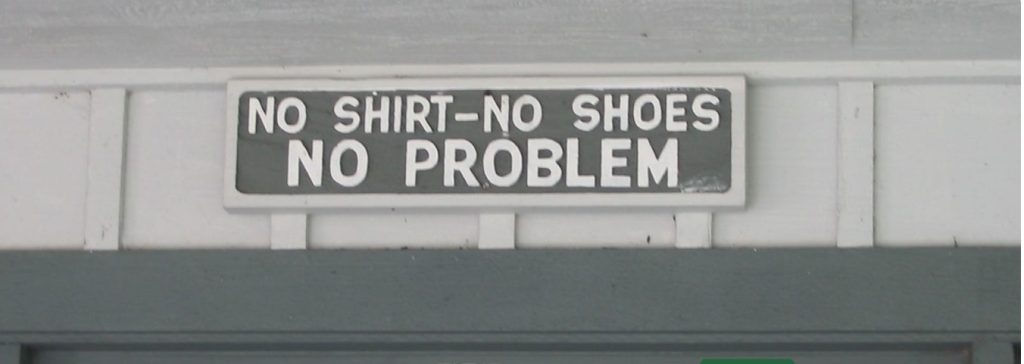 NO SHIRT-NO SHOES
NO PROBLEM